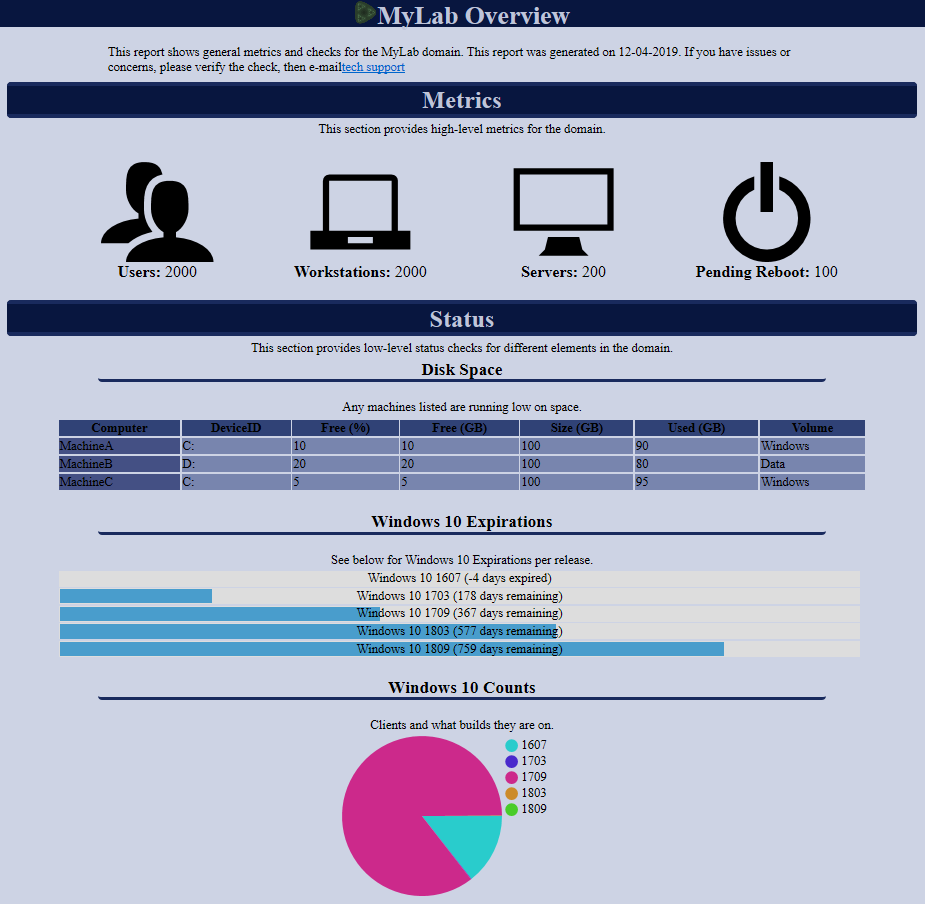 MyLab Overview
This report shows general metrics and checks for the MyLab domain. This report was generated on 12-04-2019. If you have issues or
concerns, please verify the check, then e-mailtech support
Metrics
This section provides high-level metrics for the domain.
Users: 2000 Workstations: 2000 Servers: 200 Pending Reboot: 100
Status
This section provides low-level status checks for different elements in the domain.
Disk Space
Any machines listed are running low on space.
Computer DeviceID Free (%) Free (GB) Size (GB) Used (GB) Volume
MachineA C: 10 10 100 90 Windows
MachineB D: 20 20 100 80 Data
MachineC C: 5 5 100 95 Windows
Windows 10 Expirations
See below for Windows 10 Expirations per release.
Windows 10 1607 (-4 days expired)
Windows 10 1703 (178 days remaining)
Windows 10 1709 (367 days remaining)
Windows 10 1803 (577 days remaining)
Windows 10 1809 (759 days remaining)
Windows 10 Counts
Clients and what builds they are on.
1607
1703
1709
1803
1809